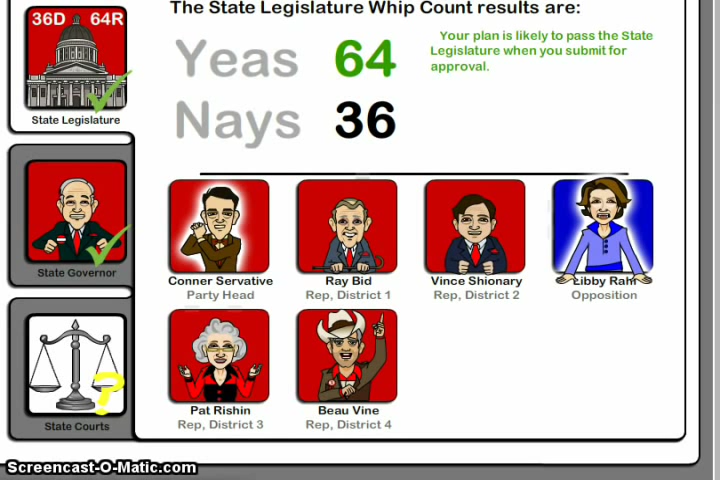 The State Legislature Whip Count results are:
36D 64R
State Legislature
Yeas 64
Nays 36
Your plan is likely to pass the State
Legislature when you submit for
approval.
State Governor
Conner Servative
Party Head
Ray Bid
Rep, District 1
Vince Shionary
Rep, District 2
Libby Rahl
Opposition
?
State Courts
Pat Rishin
Rep, District 3
Beau Vine
Rep, District 4
Screencast-O-Matic.com